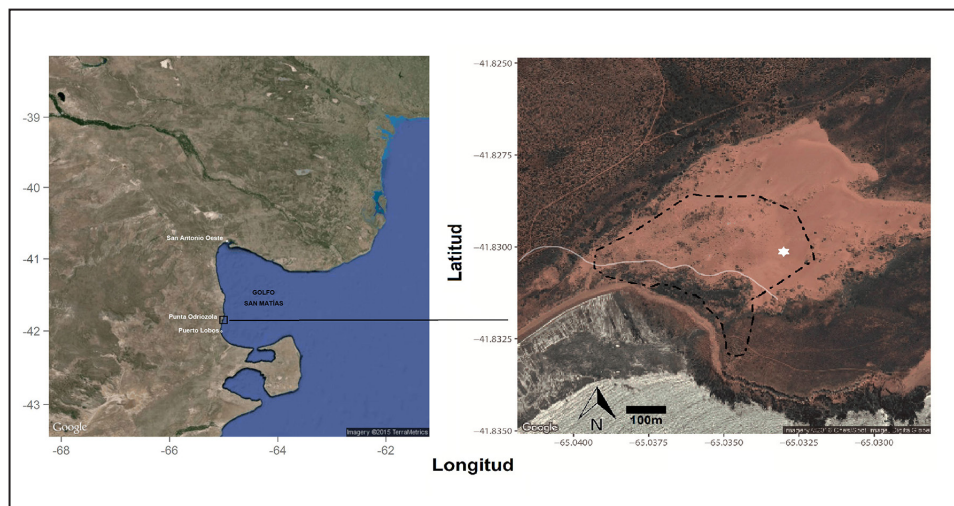 -39
-40
-41
-42
-43
-68
-66
-64
-62
San Antonio Oeste
GOLFO
SAN MATÍAS
Punta Odriozola
Puerto Lobos
Google
Imagery ©2015 TerraMetrics
Latitud
Longitud
-41.8250
-41.8275
-41.8300
-41.8325
-41.8350
-65.0400
-65.0375
-65.0350
-65.0325
-65.0300
N
100m
Google